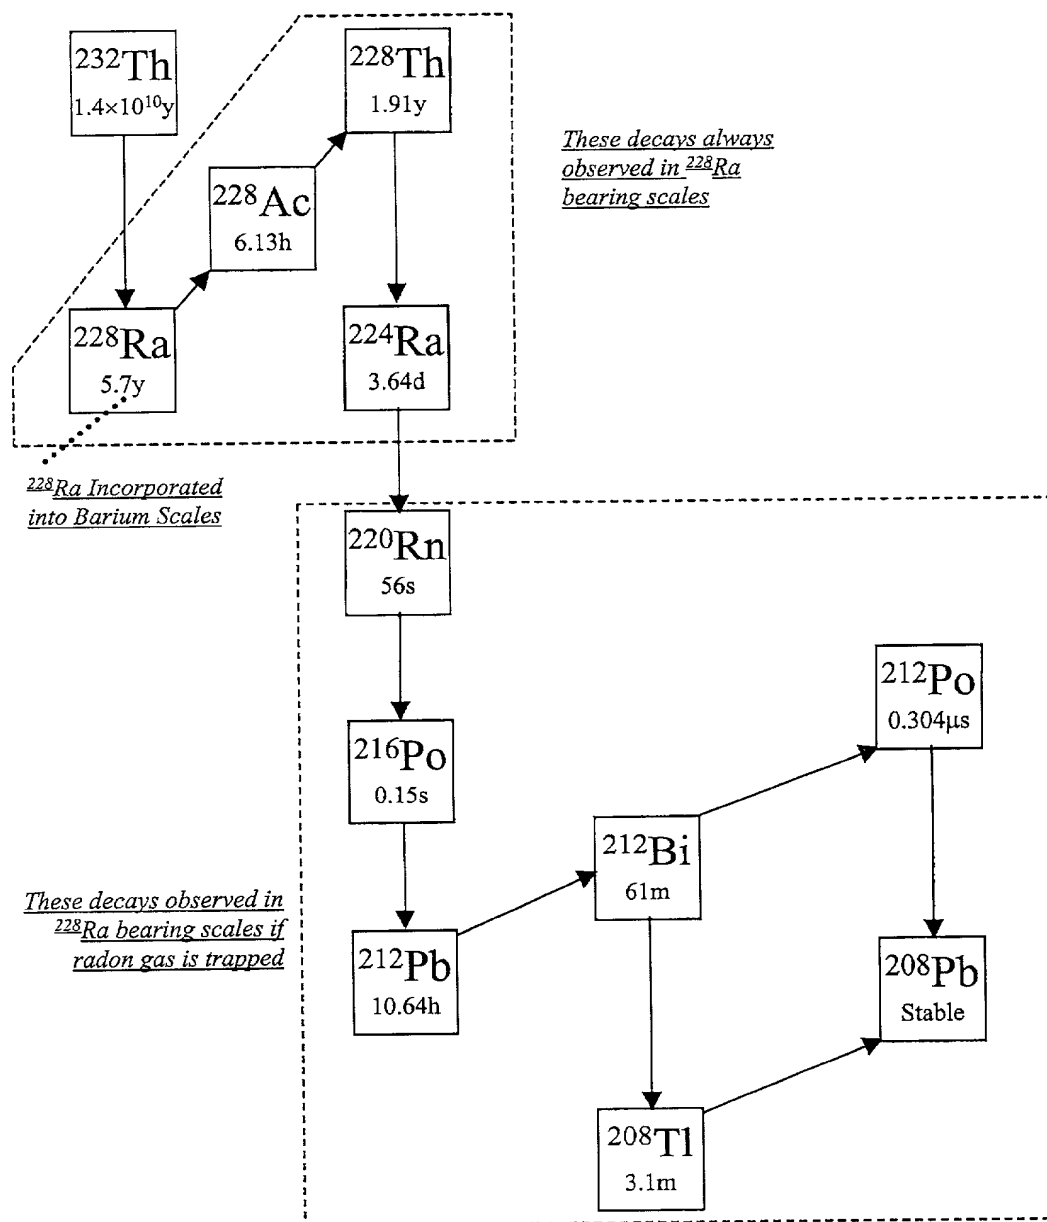 ²³²Th
1.4×10¹⁰y
²²⁸Th
1.91y
These decays always
observed in ²²⁸Ra
bearing scales
²²⁸Ac
6.13h
²²⁸Ra
5.7y
²²⁴Ra
3.64d
²²⁸Ra Incorporated
into Barium Scales
²²⁰Rn
56s
²¹²Po
0.304μs
²¹⁶Po
0.15s
²¹²Bi
61m
These decays observed in
²²⁸Ra bearing scales if
radon gas is trapped
²¹²Pb
10.64h
²⁰⁸Pb
Stable
²⁰⁸Tl
3.1m